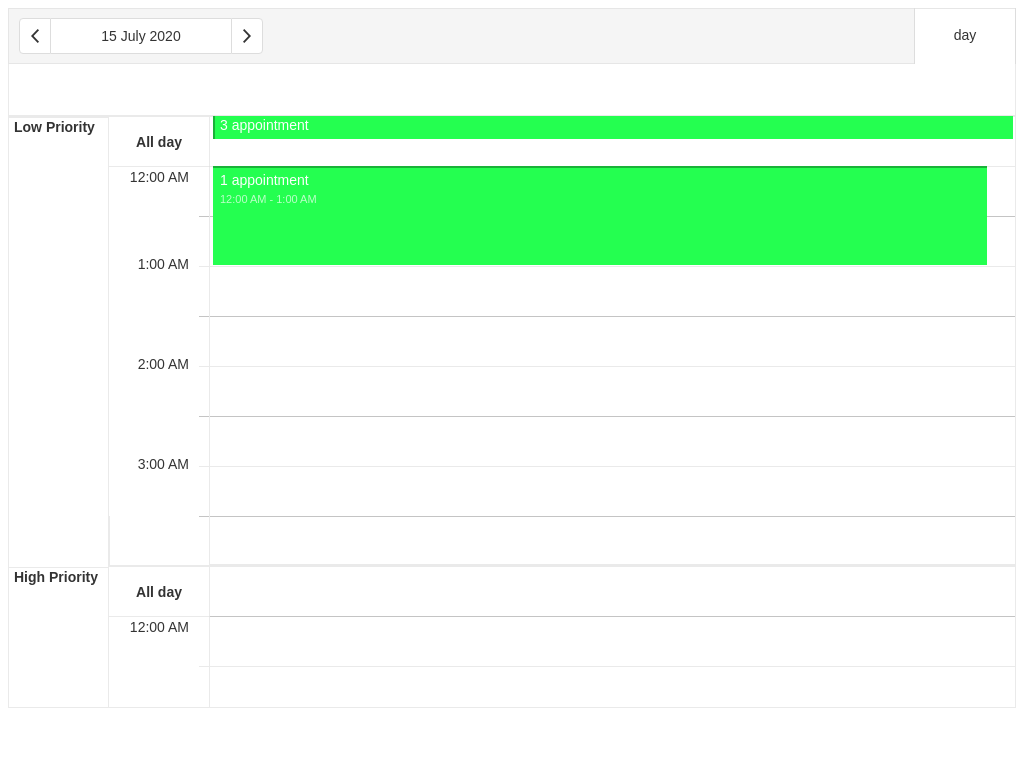 15 July 2020
day
Low Priority
All day
3 appointment
12:00 AM
1 appointment
12:00 AM - 1:00 AM
1:00 AM
2:00 AM
3:00 AM
High Priority
All day
12:00 AM